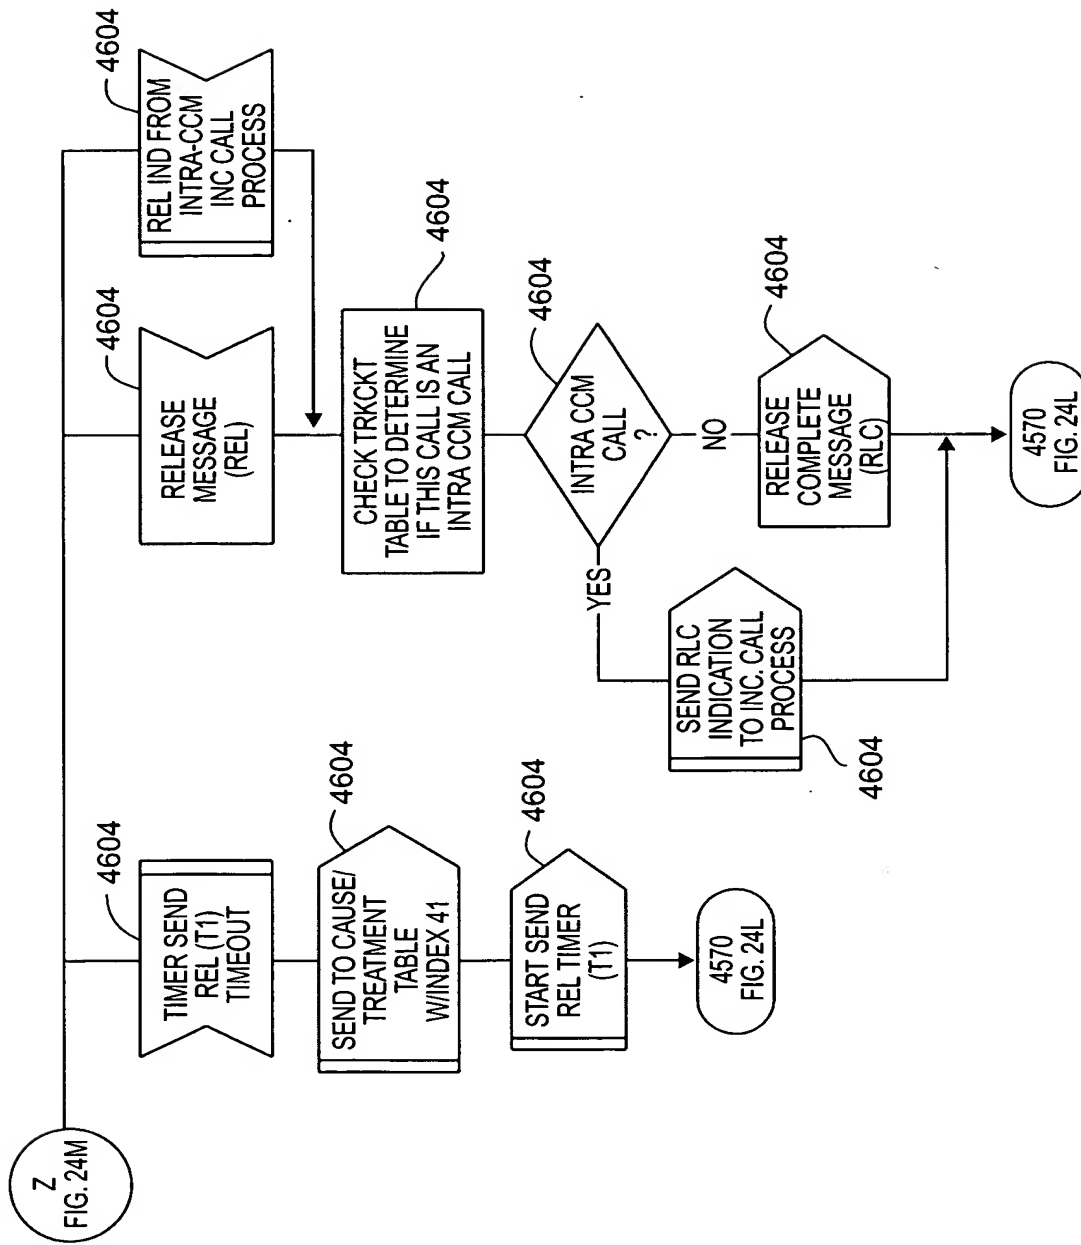 Z
FIG. 24M
4604
TIMER SEND
REL (T1)
TIMEOUT
4604
SEND TO CAUSE/
TREATMENT
TABLE
W/INDEX 41
4604
START SEND
REL TIMER
(T1)
4570
FIG. 24L
4604
RELEASE
MESSAGE
(REL)
4604
REL IND FROM
INTRA-CCM
INC CALL
PROCESS
4604
CHECK TRKCKT
TABLE TO DETERMINE
IF THIS CALL IS AN
INTRA CCM CALL
4604
INTRA CCM
CALL
?
YES
NO
4604
SEND RLC
INDICATION
TO INC. CALL
PROCESS
4604
RELEASE
COMPLETE
MESSAGE
(RLC)
4570
FIG. 24L